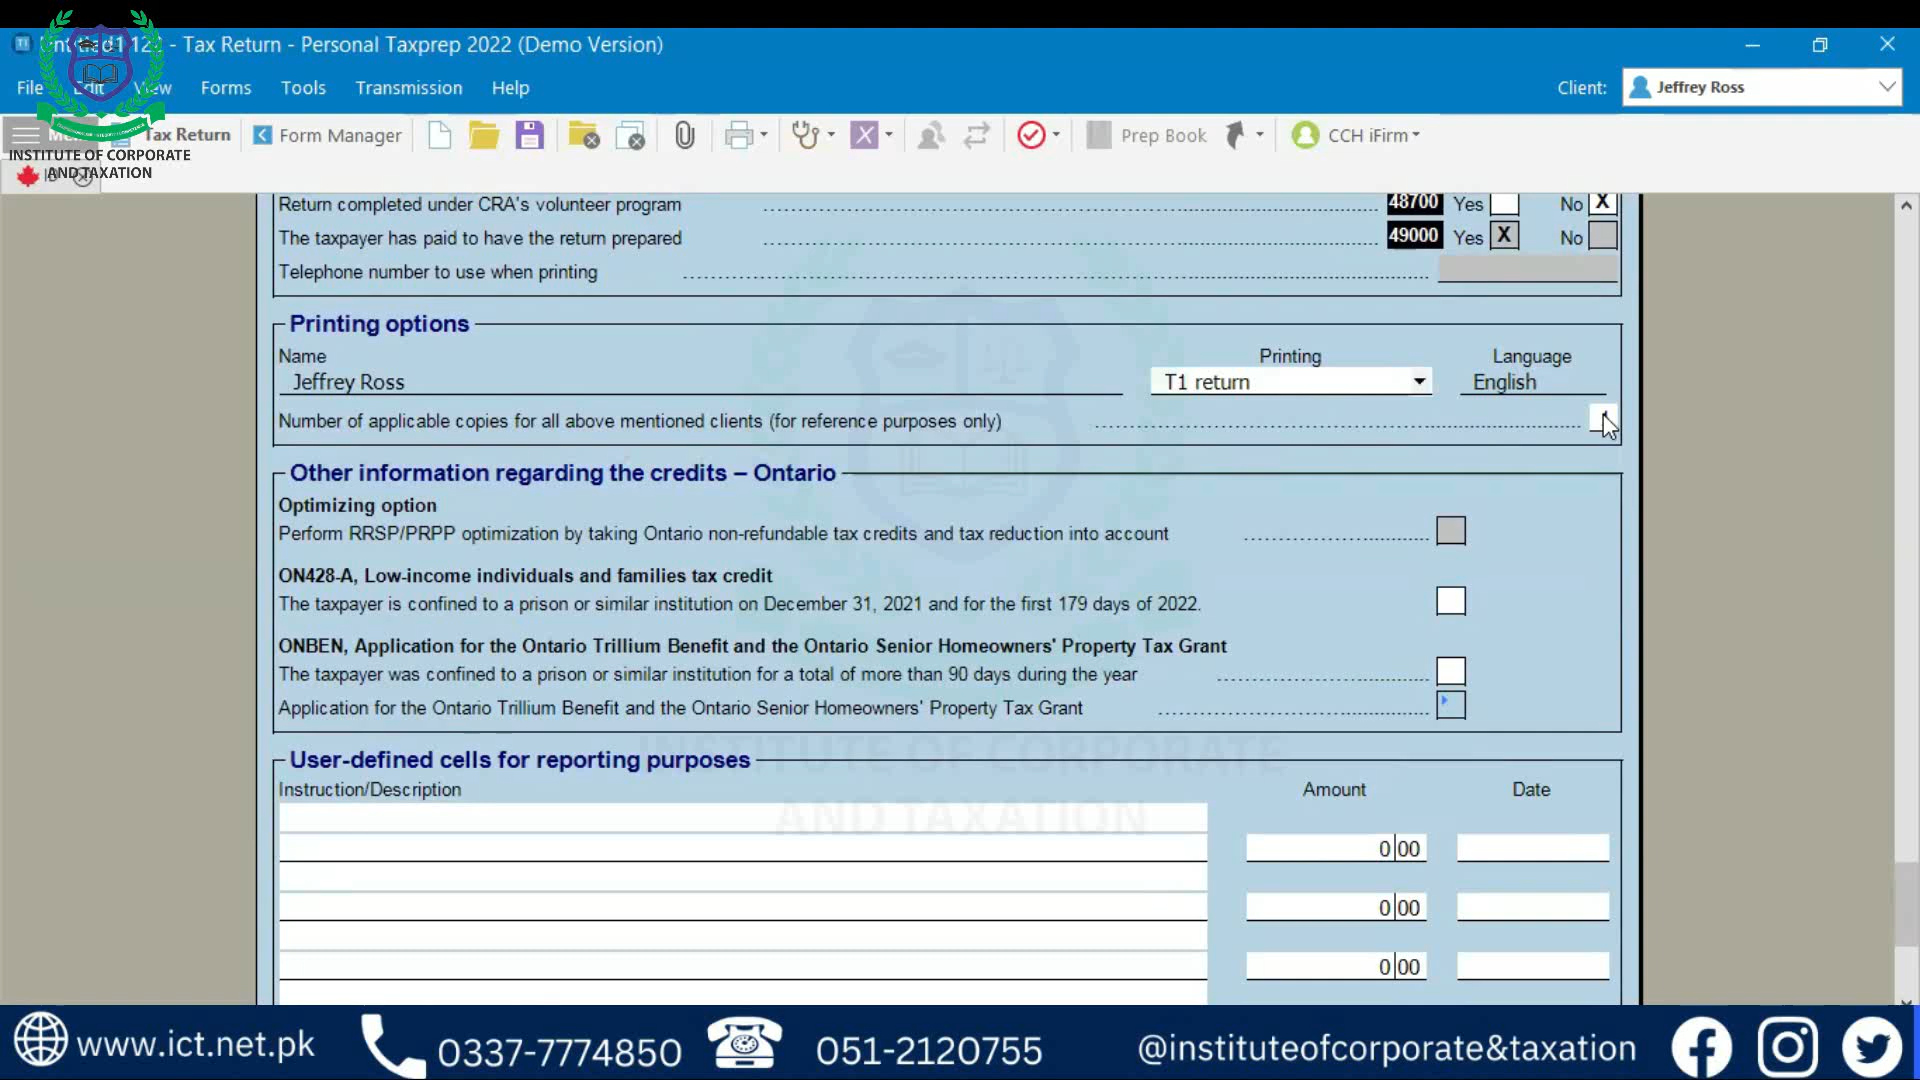 Untitled1 12 - Tax Return - Personal Taxprep 2022 (Demo Version)
File Edit View Forms Tools Transmission Help
Client: Jeffrey Ross
Tax Return Form Manager Prep Book CCH iFirm
INSTITUTE OF CORPORATE
AND TAXATION
Return completed under CRA's volunteer program 48700 Yes No X
The taxpayer has paid to have the return prepared 49000 Yes X No
Telephone number to use when printing
Printing options
Name Printing Language
Jeffrey Ross T1 return English
Number of applicable copies for all above mentioned clients (for reference purposes only)
Other information regarding the credits – Ontario
Optimizing option
Perform RRSP/PRPP optimization by taking Ontario non-refundable tax credits and tax reduction into account
ON428-A, Low-income individuals and families tax credit
The taxpayer is confined to a prison or similar institution on December 31, 2021 and for the first 179 days of 2022.
ONBEN, Application for the Ontario Trillium Benefit and the Ontario Senior Homeowners' Property Tax Grant
The taxpayer was confined to a prison or similar institution for a total of more than 90 days during the year
Application for the Ontario Trillium Benefit and the Ontario Senior Homeowners' Property Tax Grant
INSTITUTE OF CORPORATE
AND TAXATION
User-defined cells for reporting purposes
Instruction/Description Amount Date
0 00
0 00
0 00
www.ict.net.pk 0337-7774850 051-2120755 @instituteofcorporate&taxation